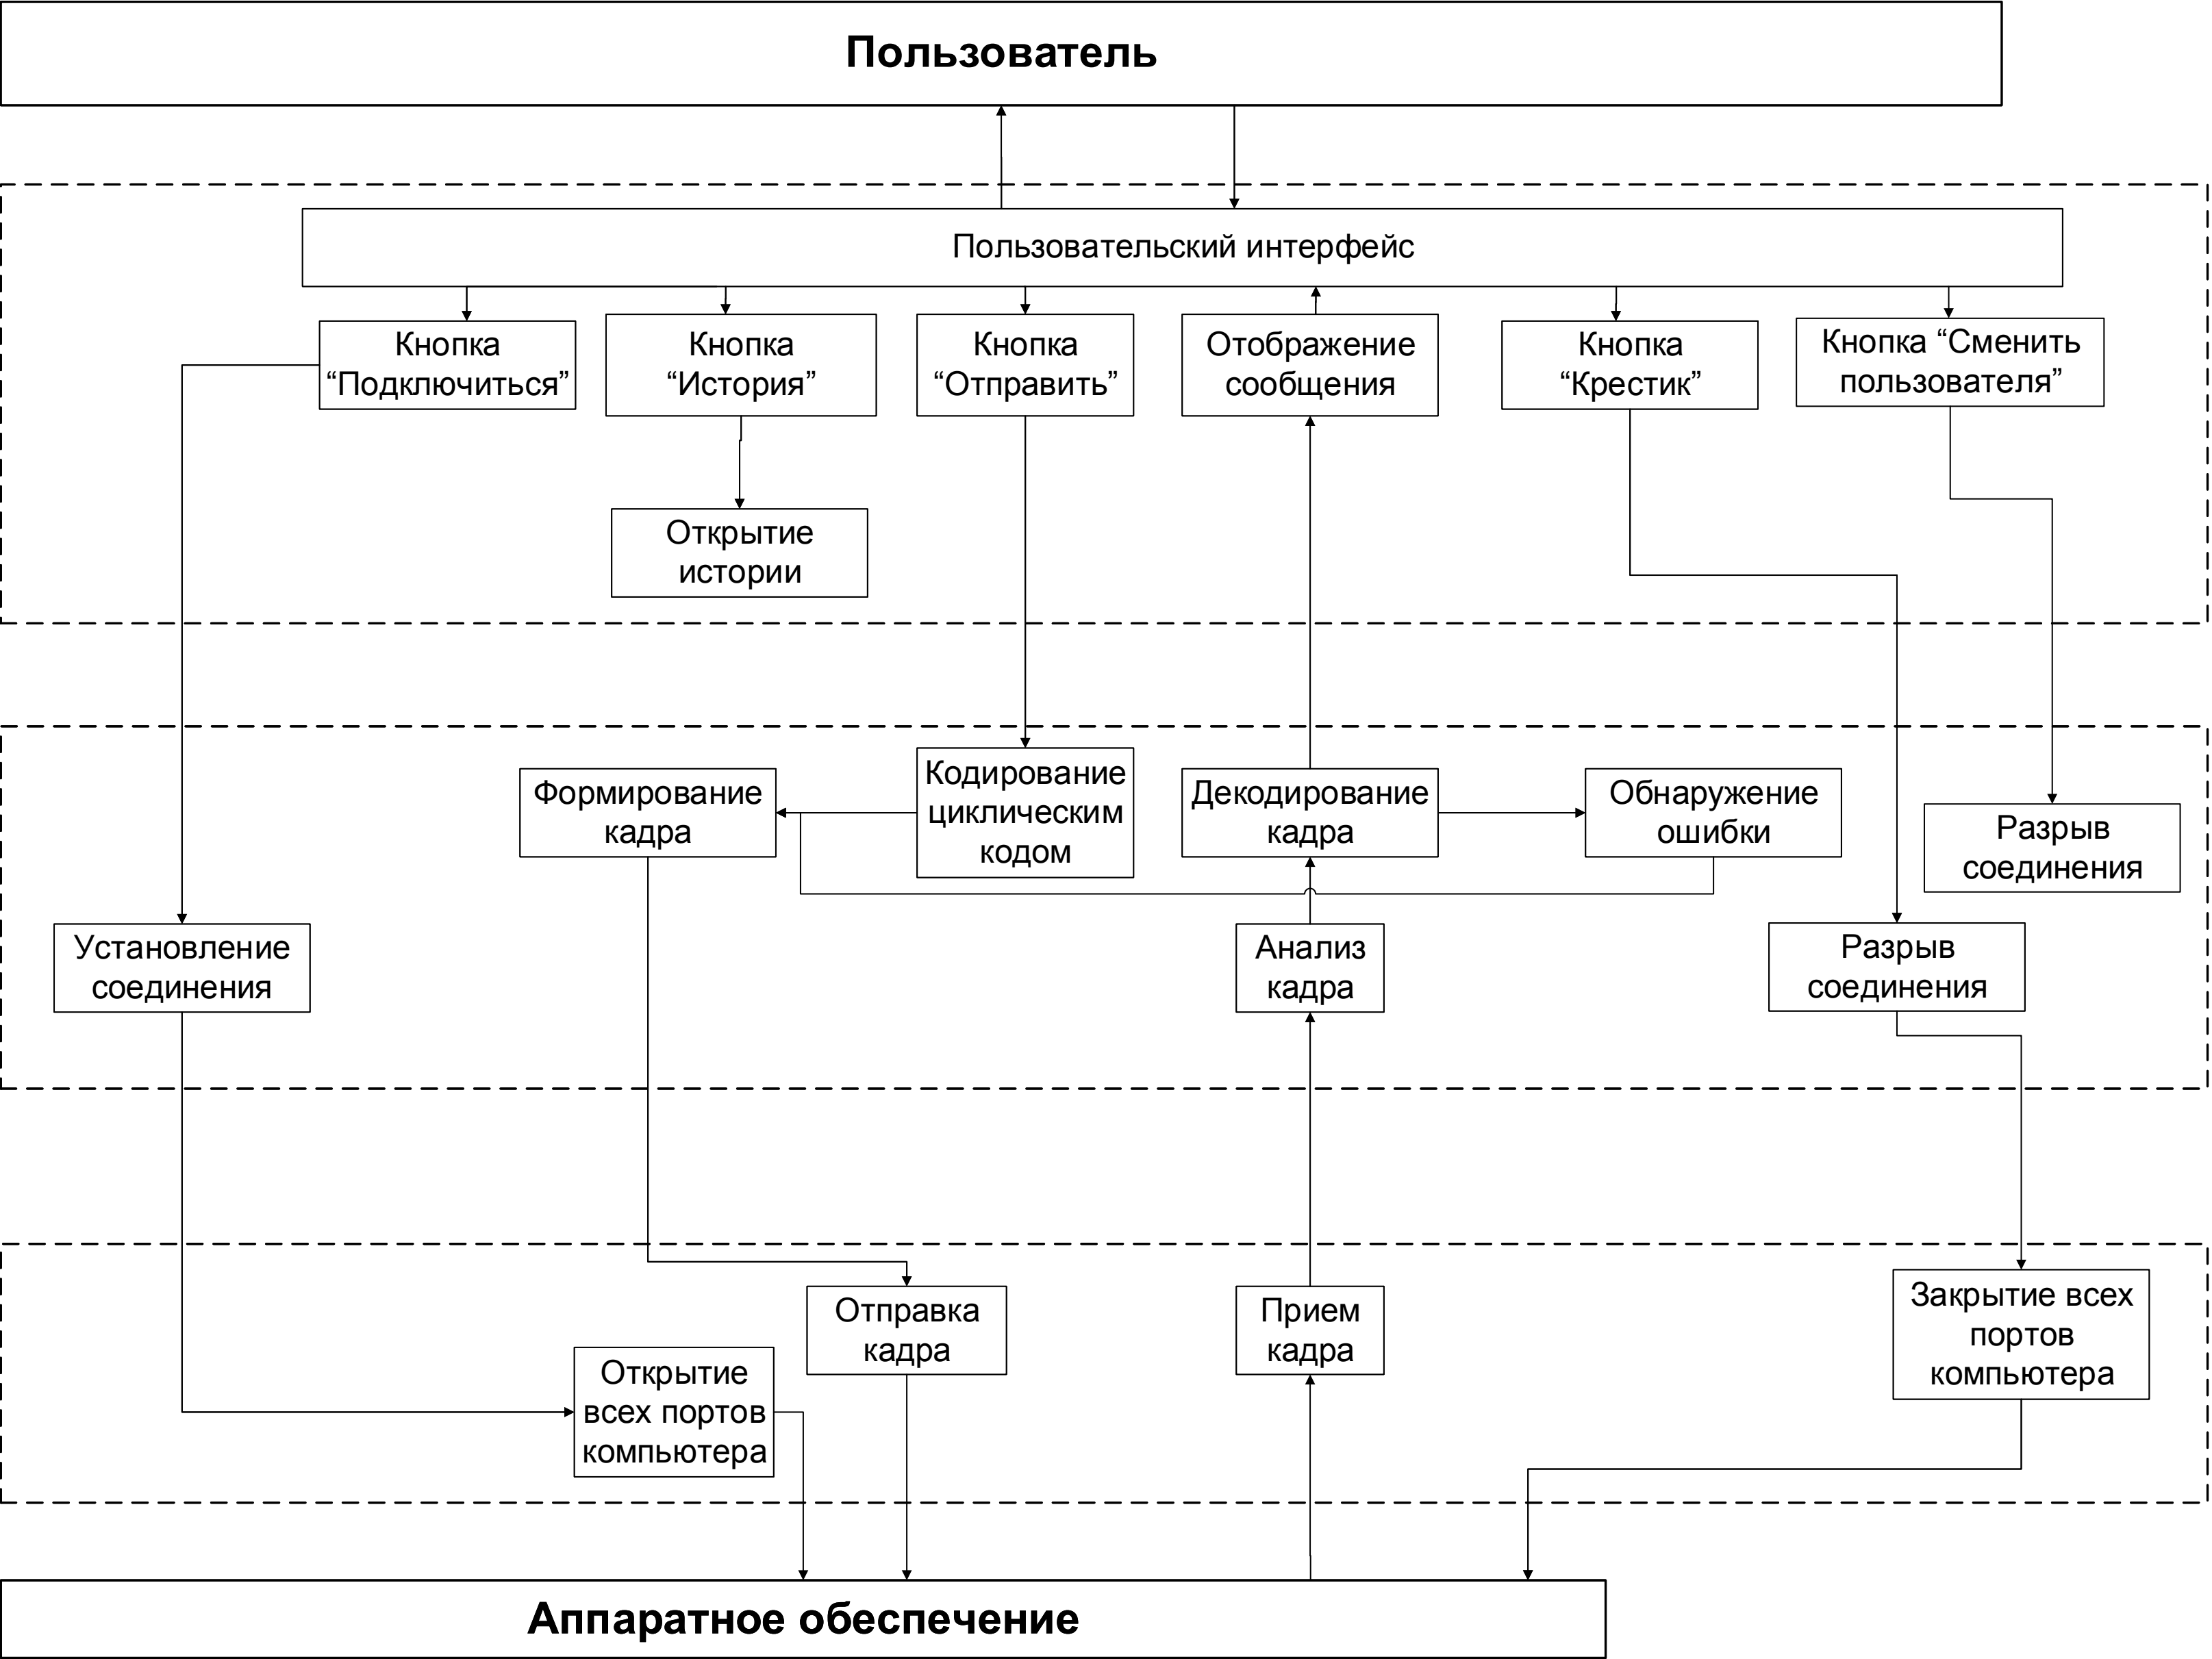 Пользователь
Пользовательский интерфейс
Кнопка
“Подключиться”
Кнопка
“История”
Кнопка
“Отправить”
Отображение
сообщения
Кнопка
“Крестик”
Кнопка “Сменить
пользователя”
Открытие
истории
Формирование
кадра
Кодирование
циклическим
кодом
Декодирование
кадра
Обнаружение
ошибки
Разрыв
соединения
Установление
соединения
Анализ
кадра
Разрыв
соединения
Открытие
всех портов
компьютера
Отправка
кадра
Прием
кадра
Закрытие всех
портов
компьютера
Аппаратное обеспечение